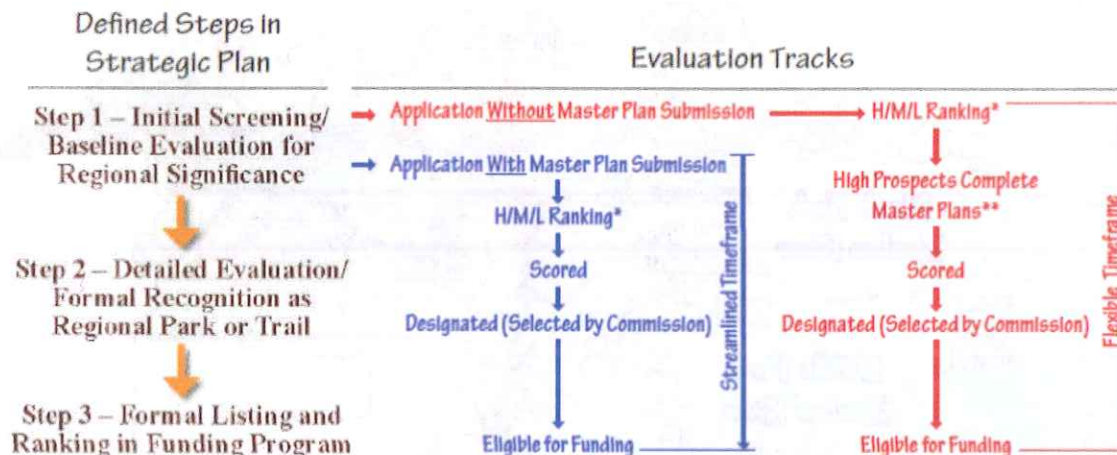 Defined Steps in
Strategic Plan
Evaluation Tracks
Step 1 – Initial Screening/
Baseline Evaluation for
Regional Significance
Step 2 – Detailed Evaluation/
Formal Recognition as
Regional Park or Trail
Step 3 – Formal Listing and
Ranking in Funding Program
Application Without Master Plan Submission
H/M/L Ranking*
High Prospects Complete
Master Plans**
Scored
Designated (Selected by Commission)
Eligible for Funding
Flexible Timeframe
Application With Master Plan Submission
H/M/L Ranking*
Scored
Designated (Selected by Commission)
Eligible for Funding
Streamlined Timeframe